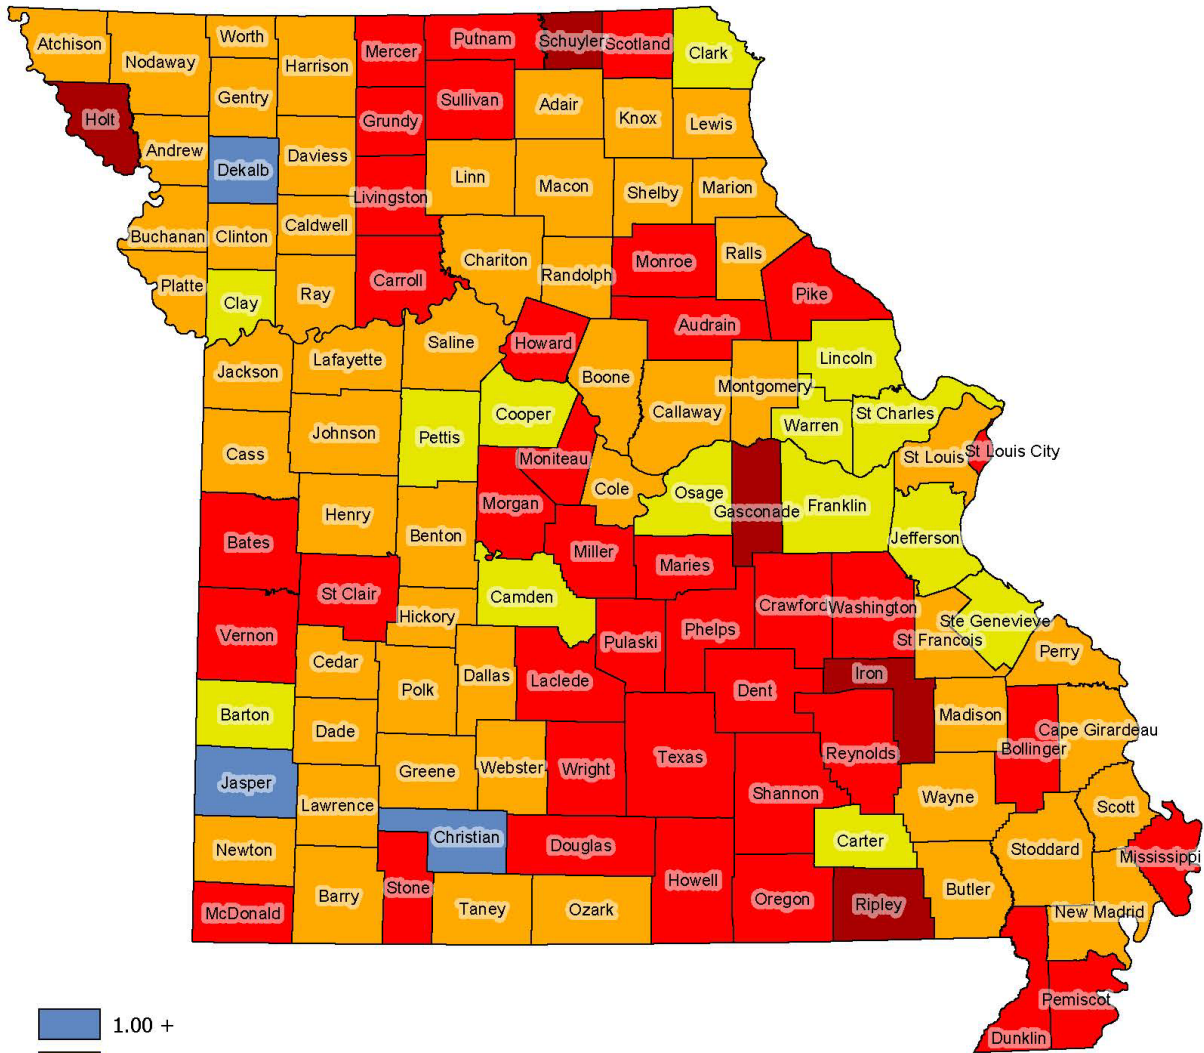 Atchison
Nodaway
Worth
Harrison
Mercer
Putnam
Schuyler
Scotland
Clark
Gentry
Holt
Grundy
Sullivan
Adair
Knox
Lewis
Andrew
Dekalb
Daviess
Livingston
Linn
Macon
Shelby
Marion
Buchanan
Clinton
Caldwell
Chariton
Randolph
Monroe
Ralls
Platte
Clay
Ray
Carroll
Pike
Audrain
Howard
Saline
Lafayette
Jackson
Boone
Lincoln
Montgomery
Callaway
Cooper
St Charles
Warren
Cass
Johnson
Pettis
Moniteau
St Louis
St Louis City
Cole
Osage
Gasconade
Franklin
Morgan
Henry
Benton
Jefferson
Bates
Miller
Maries
St Clair
Camden
Crawford
Washington
Hickory
Ste Genevieve
St Francois
Vernon
Pulaski
Phelps
Perry
Cedar
Polk
Dallas
Laclede
Dent
Iron
Barton
Dade
Madison
Bollinger
Cape Girardeau
Reynolds
Texas
Greene
Webster
Wright
Jasper
Shannon
Wayne
Scott
Lawrence
Christian
Douglas
Carter
Stoddard
Mississippi
Newton
Howell
Stone
Barry
Butler
McDonald
Taney
Ozark
Oregon
Ripley
New Madrid
Pemiscot
Dunklin
1.00 +